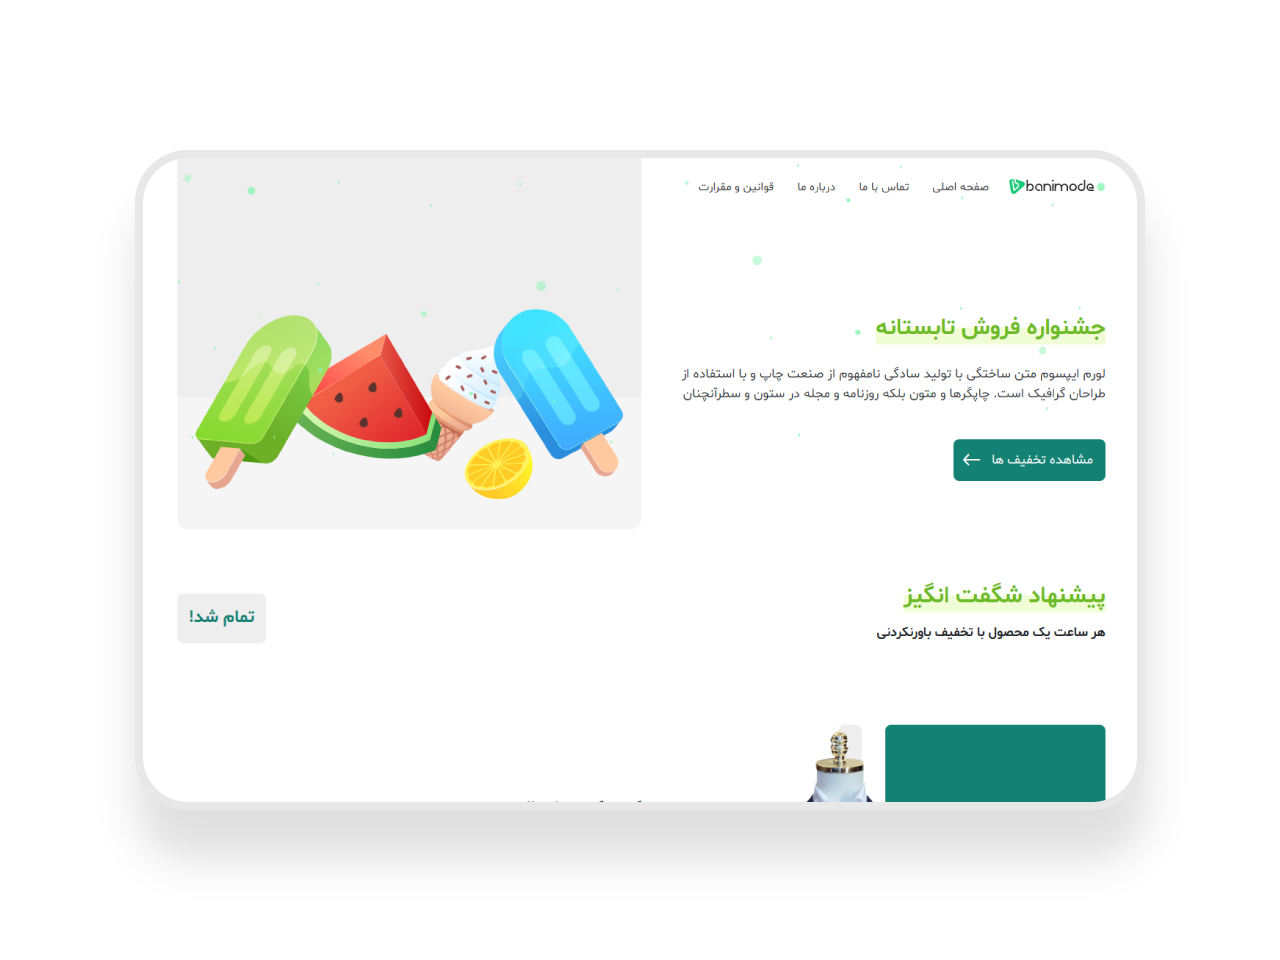 banimode
صفحه اصلی
تماس با ما
درباره ما
قوانین و مقرارت
جشنواره فروش تابستانه
لورم ایپسوم متن ساختگی با تولید سادگی نامفهوم از صنعت چاپ و با استفاده از
طراحان گرافیک است. چاپگرها و متون بلکه روزنامه و مجله در ستون و سطرآنچنان
مشاهده تخفیف ها
پیشنهاد شگفت انگیز
هر ساعت یک محصول با تخفیف باورنکردنی
تمام شد!